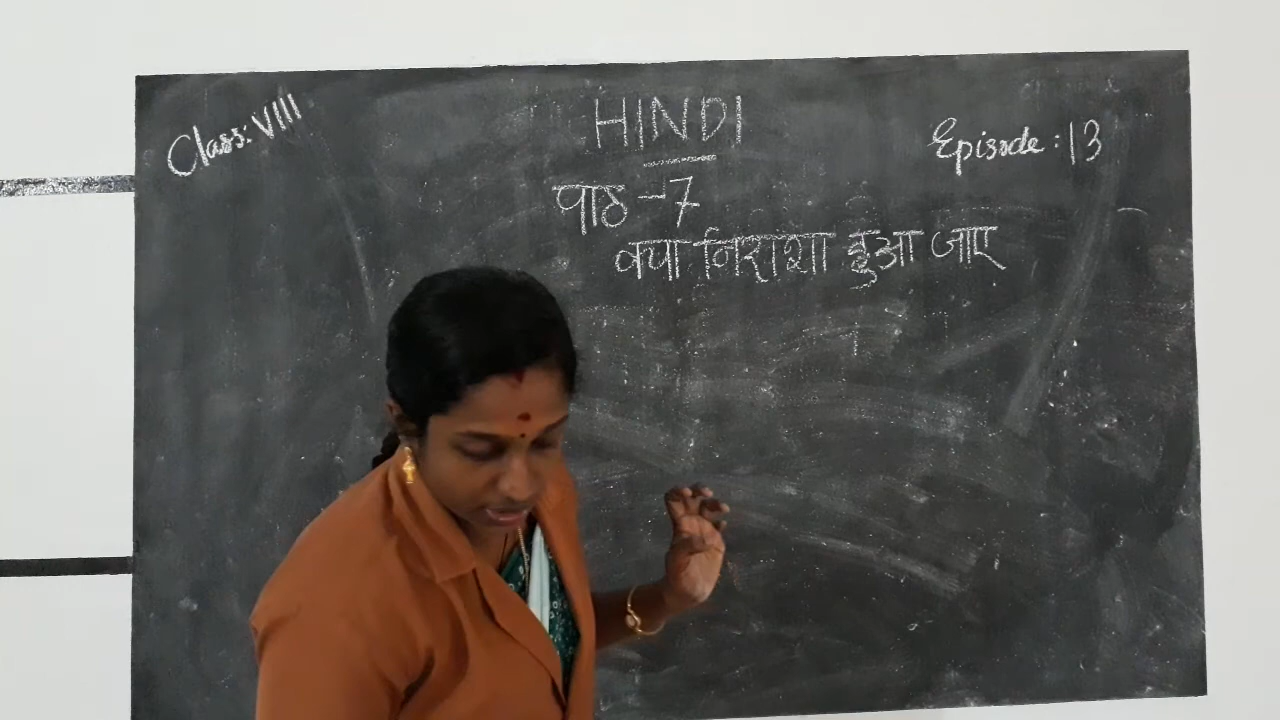 Class: VIII
HINDI
Episode: 13
पाठ - 7
क्या निराशा हुआ जाए